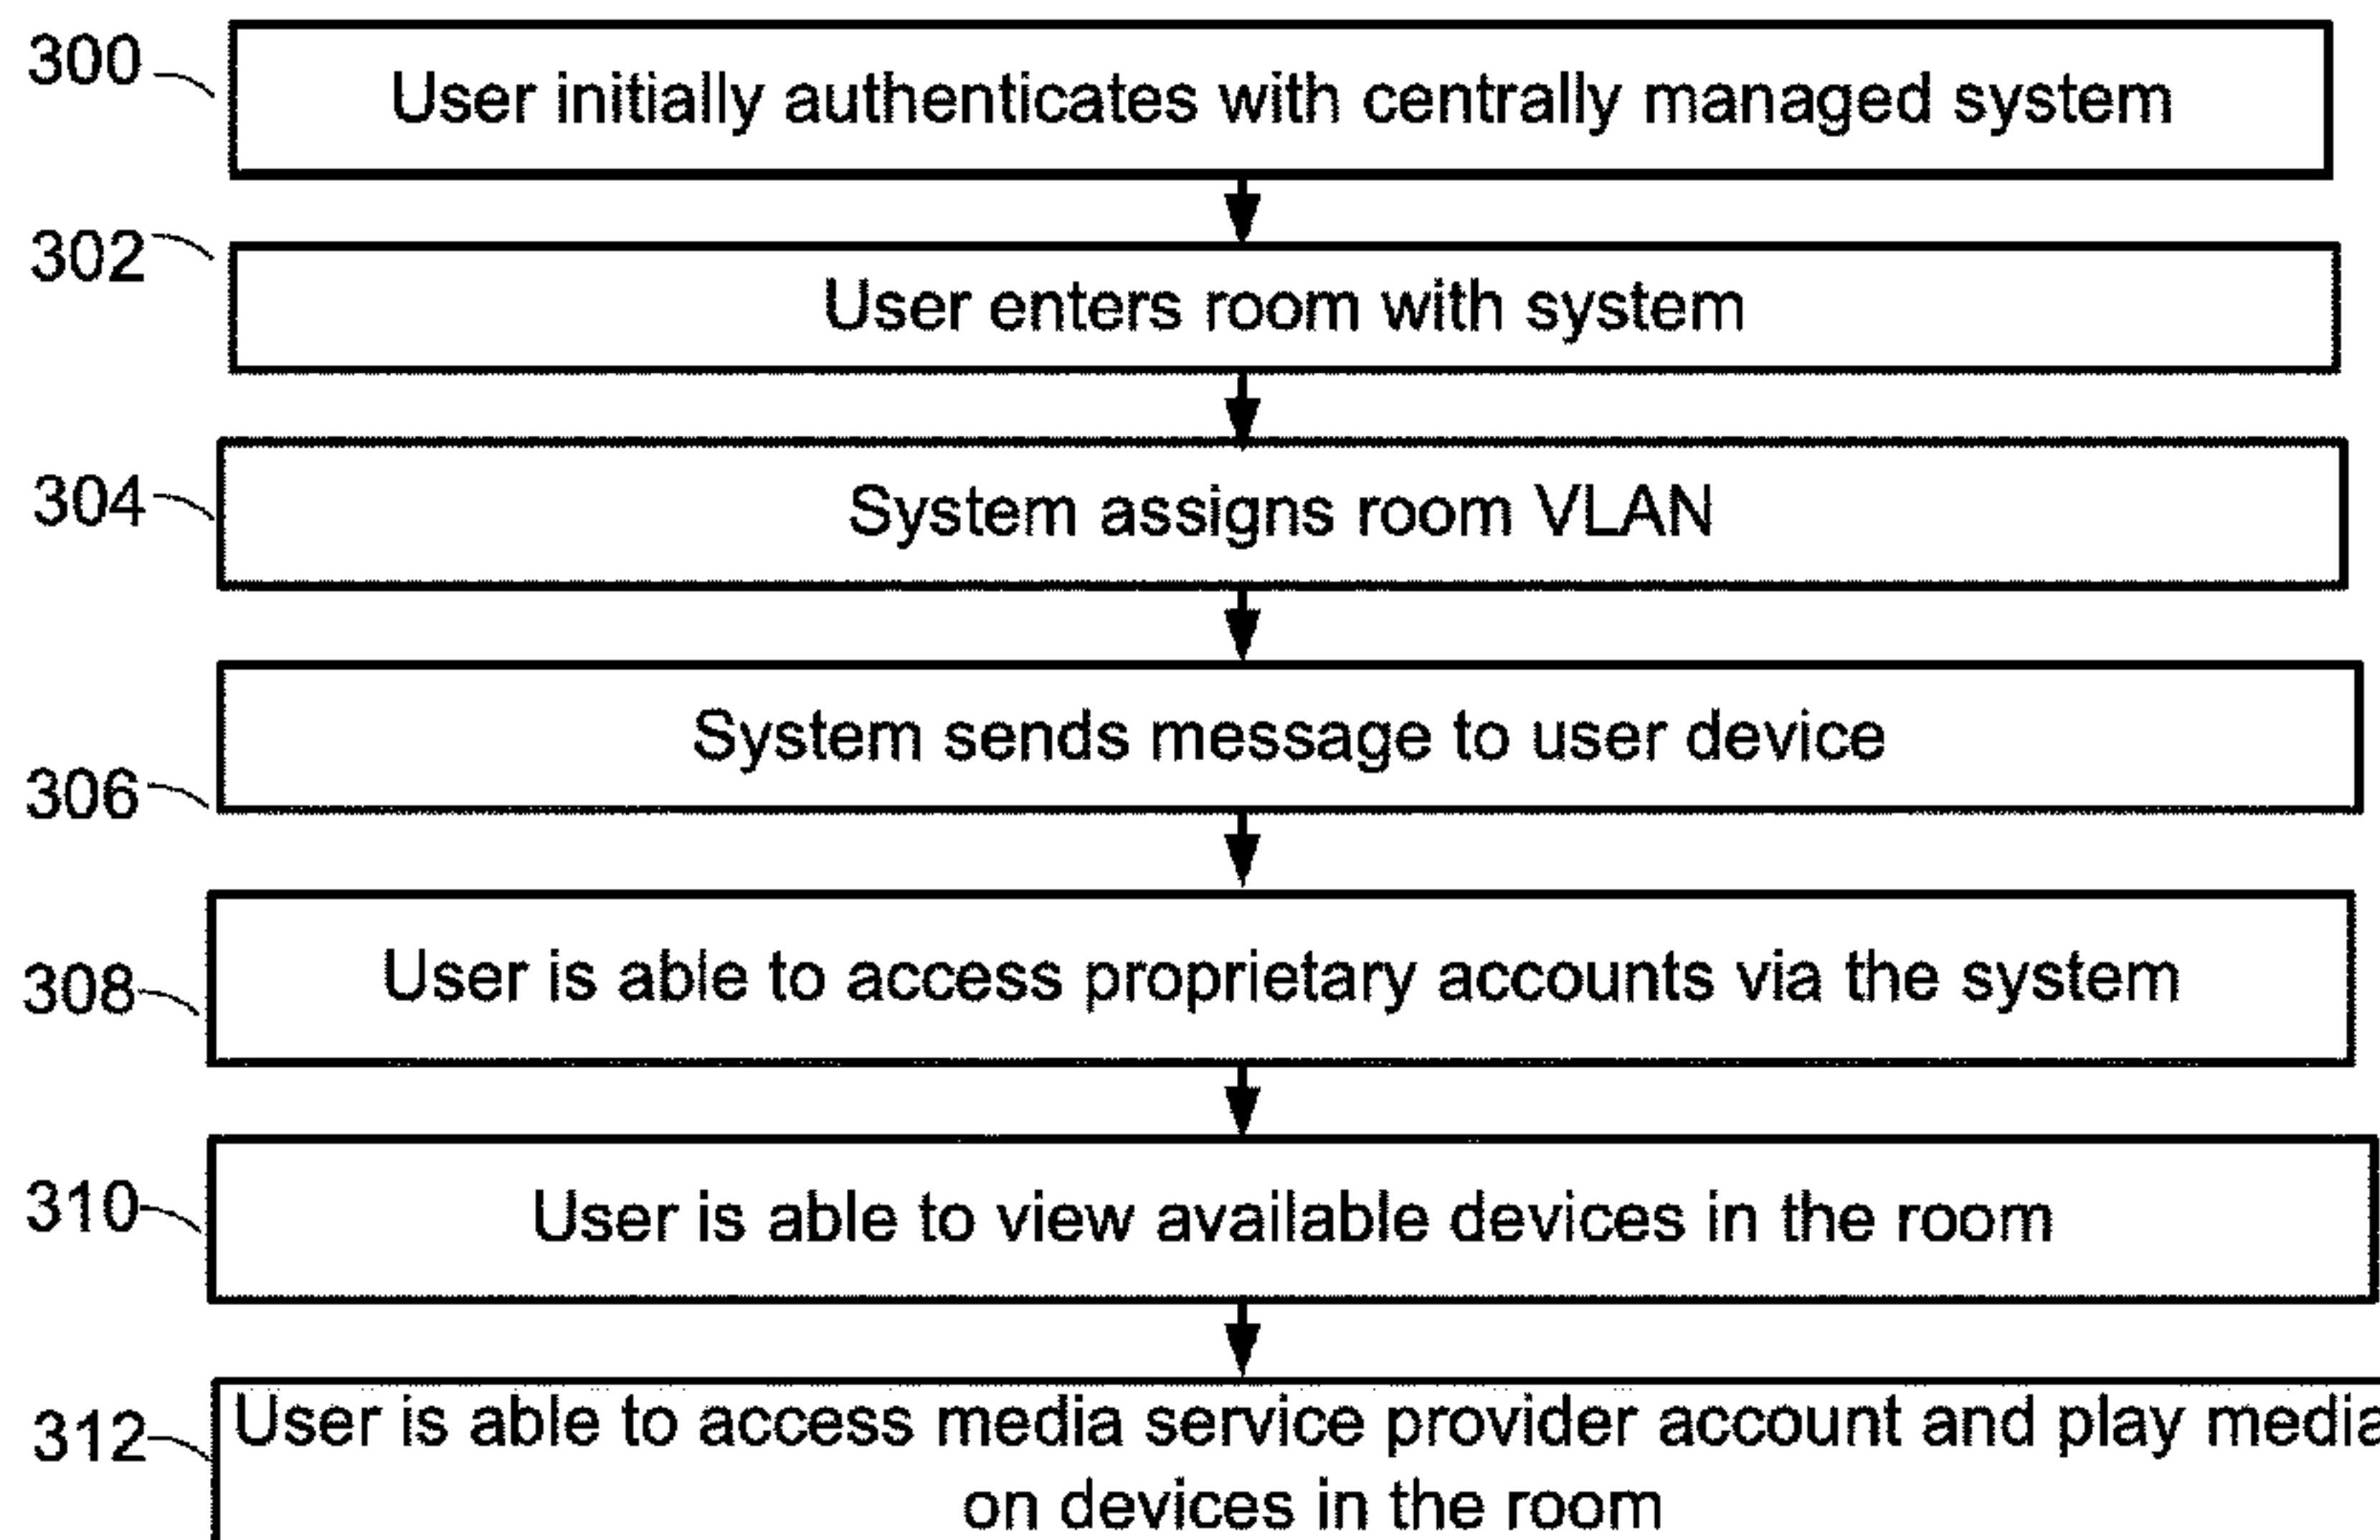 300
User initially authenticates with centrally managed system
302
User enters room with system
304
System assigns room VLAN
System sends message to user device
306
User is able to access proprietary accounts via the system
308
310
User is able to view available devices in the room
312
User is able to access media service provider account and play media
on devices in the room